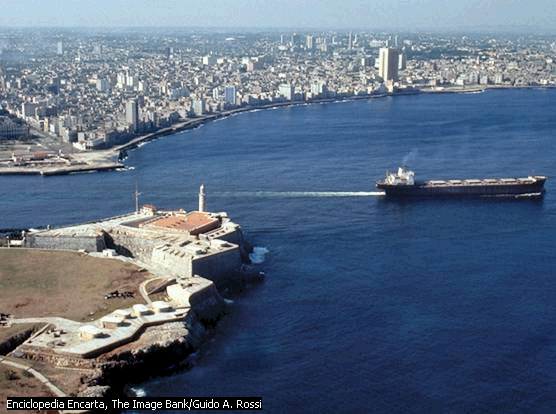 Enciclopedia Encarta, The Image Bank/Guido A. Rossi